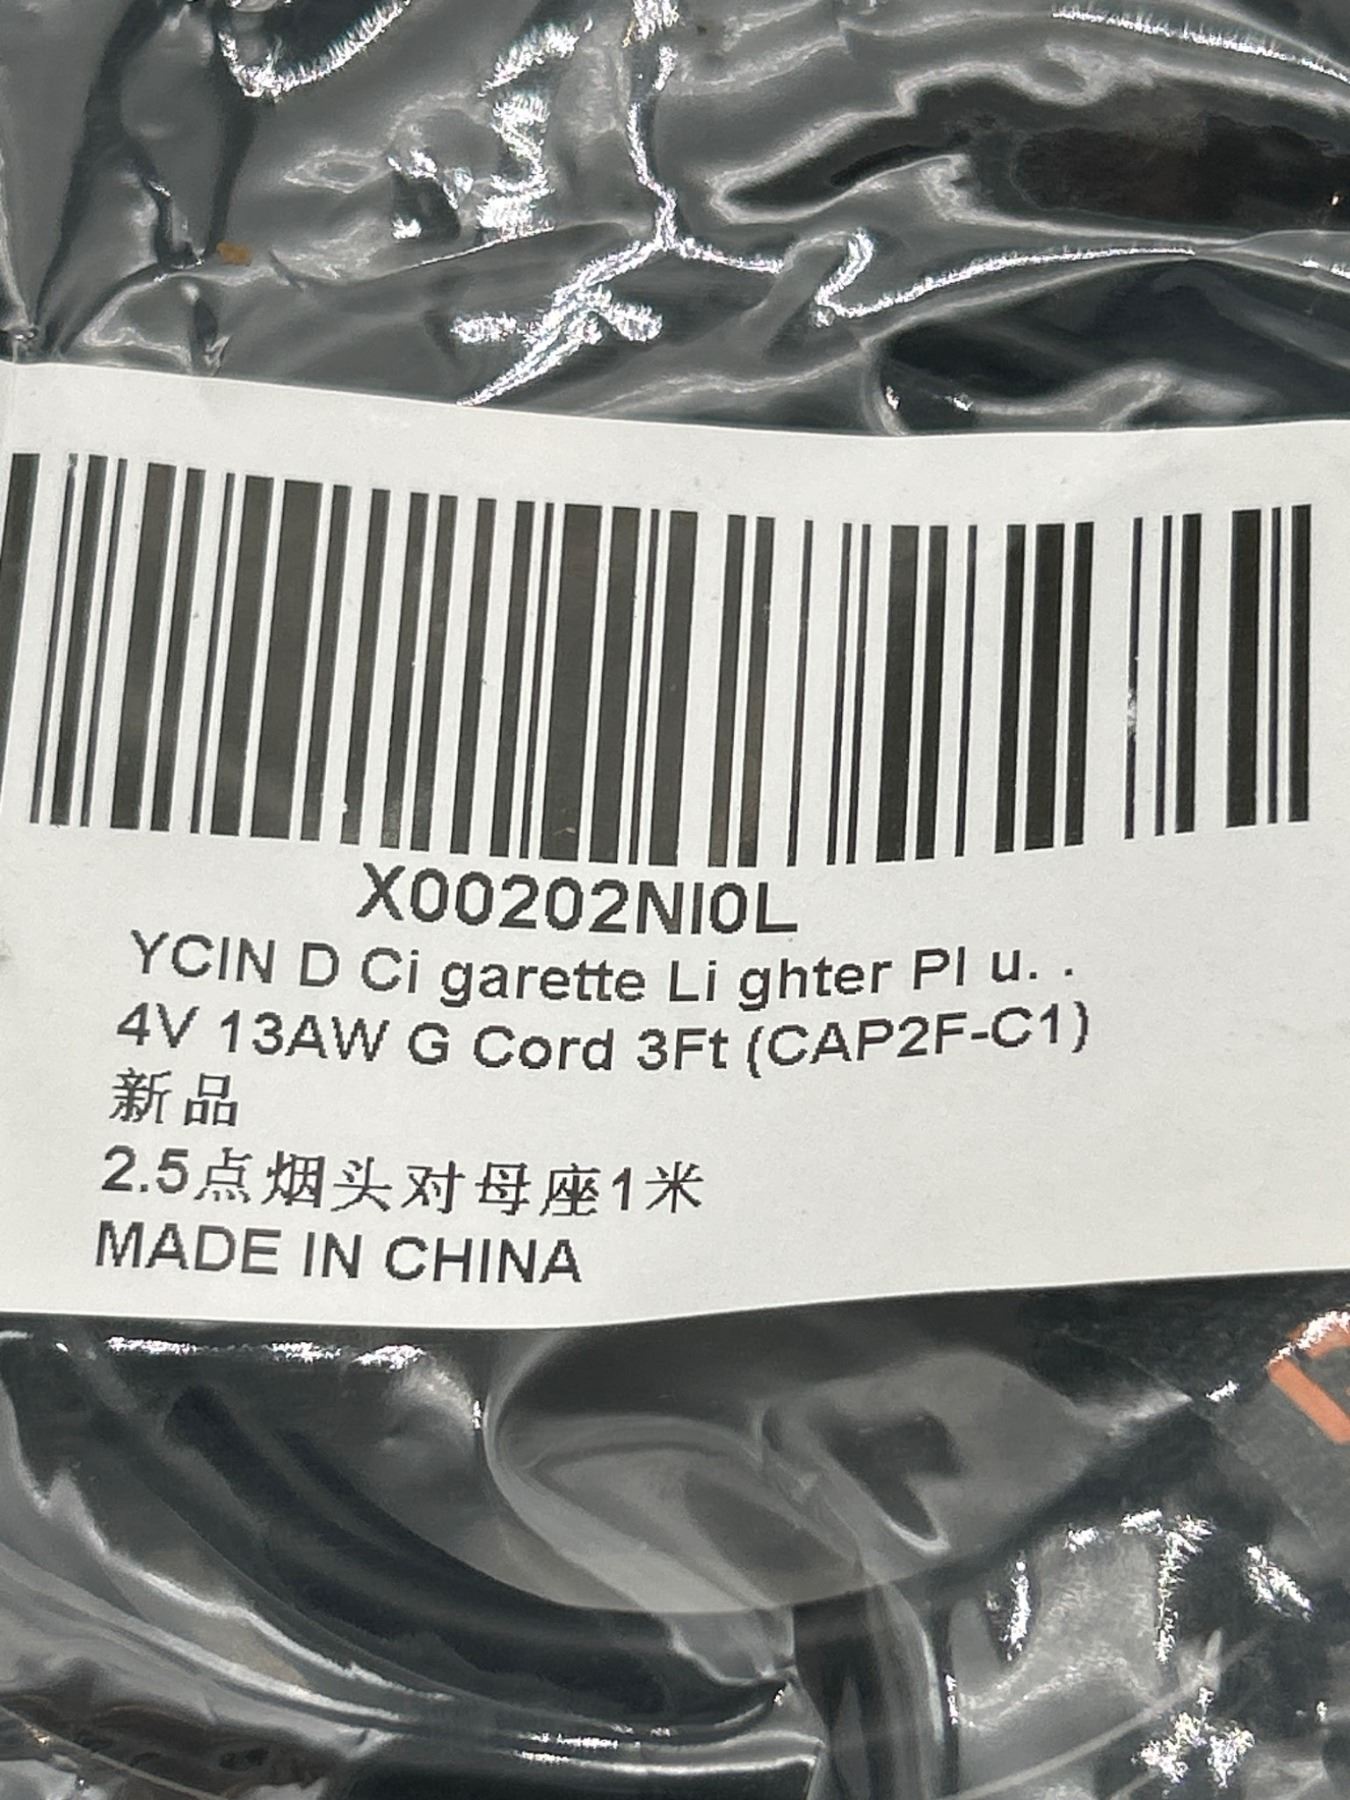 X00202NI0L
YCIN D Ci garette Li ghter Pl u. .
4V 13AW G Cord 3Ft (CAP2F-C1)
新品
2.5点烟头对母座1米
MADE IN CHINA